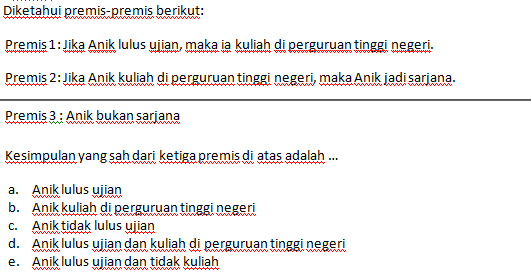 Diketahui premis-premis berikut:
Premis 1: Jika Anik lulus ujian, maka ia kuliah di perguruan tinggi negeri.
Premis 2: Jika Anik kuliah di perguruan tinggi negeri, maka Anik jadi sarjana.
Premis 3 : Anik bukan sarjana
Kesimpulan yang sah dari ketiga premis di atas adalah ...
a. Anik lulus ujian
b. Anik kuliah di perguruan tinggi negeri
c. Anik tidak lulus ujian
d. Anik lulus ujian dan kuliah di perguruan tinggi negeri
e. Anik lulus ujian dan tidak kuliah